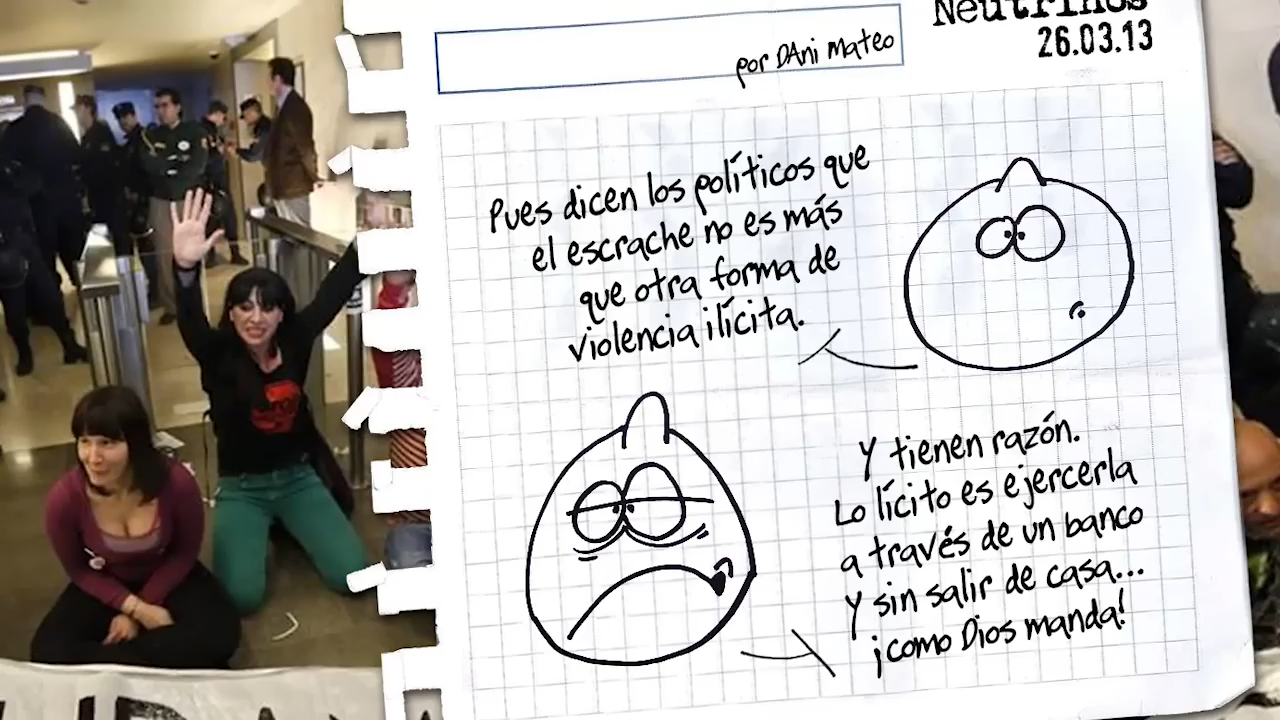 Neutrinos
26.03.13
por DAni Mateo
Pues dicen los políticos que
el escrache no es más
que otra forma de
violencia ilícita.
Y tienen razón.
Lo lícito es ejercerla
a través de un banco
y sin salir de casa...
¡como Dios manda!